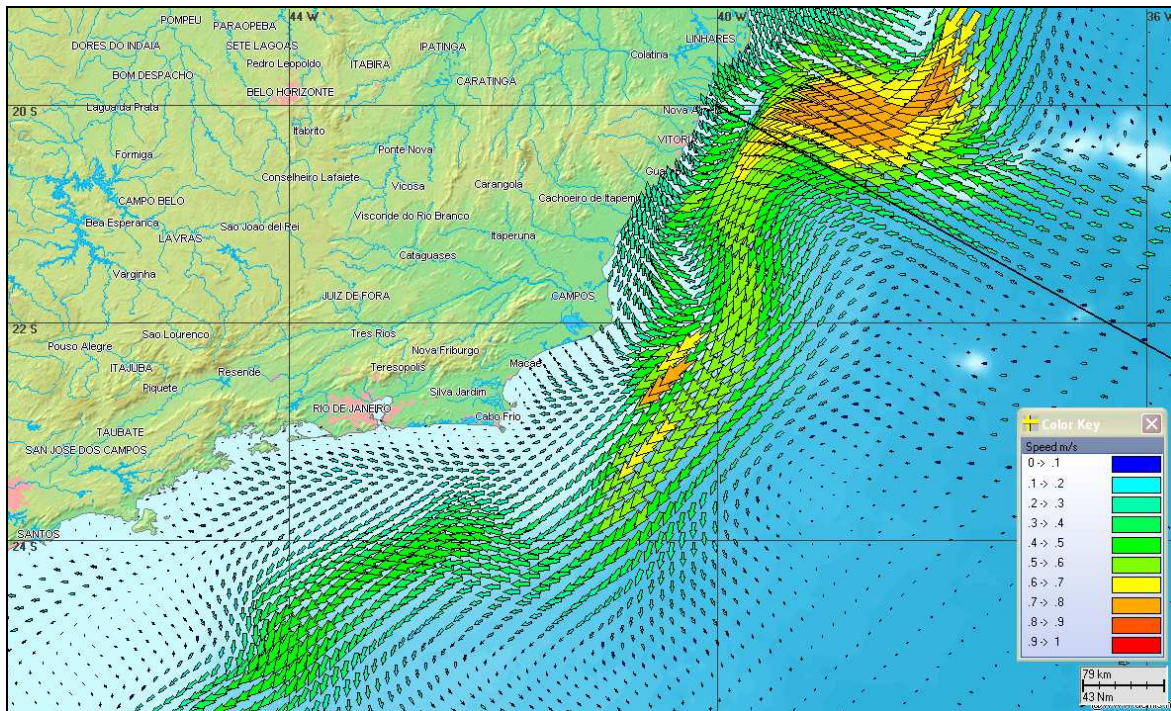 44 W
40 W
36 W
POMPEU
PARAOPEBA
DORES DO INDAIA
SETE LAGOAS
IPATINGA
LINHARES
Pedro Leopoldo
ITABIRA
Colatina
BOM DESPACHO
CARATINGA
BELO HORIZONTE
Lagoa da Prata
20 S
Nova A
Itabrito
VITORIA
Formiga
Ponte Nova
Conselheiro Lafaiete
Vicosa
Carangola
CAMPO BELO
Cachoeiro de Itapem
Bea Esperanca
Sao Joao del Rei
Visconde do Rio Branco
LAVRAS
Itaperuna
Cataguases
Varginha
JUIZ DE FORA
CAMPOS
22 S
Sao Lourenco
Tres Rios
Pouso Alegre
Nova Friburgo
ITAJUBA
Resende
Teresopolis
Macae
Piquete
Silva Jardim
RIO DE JANEIRO
Cabo Frio
TAUBATE
SAN JOSE DOS CAMPOS
SANTOS
24 S
Color Key
Speed m/s
0 -> .1
.1 -> .2
.2 -> .3
.3 -> .4
.4 -> .5
.5 -> .6
.6 -> .7
.7 -> .8
.8 -> .9
.9 -> 1
79 km
43 Nm